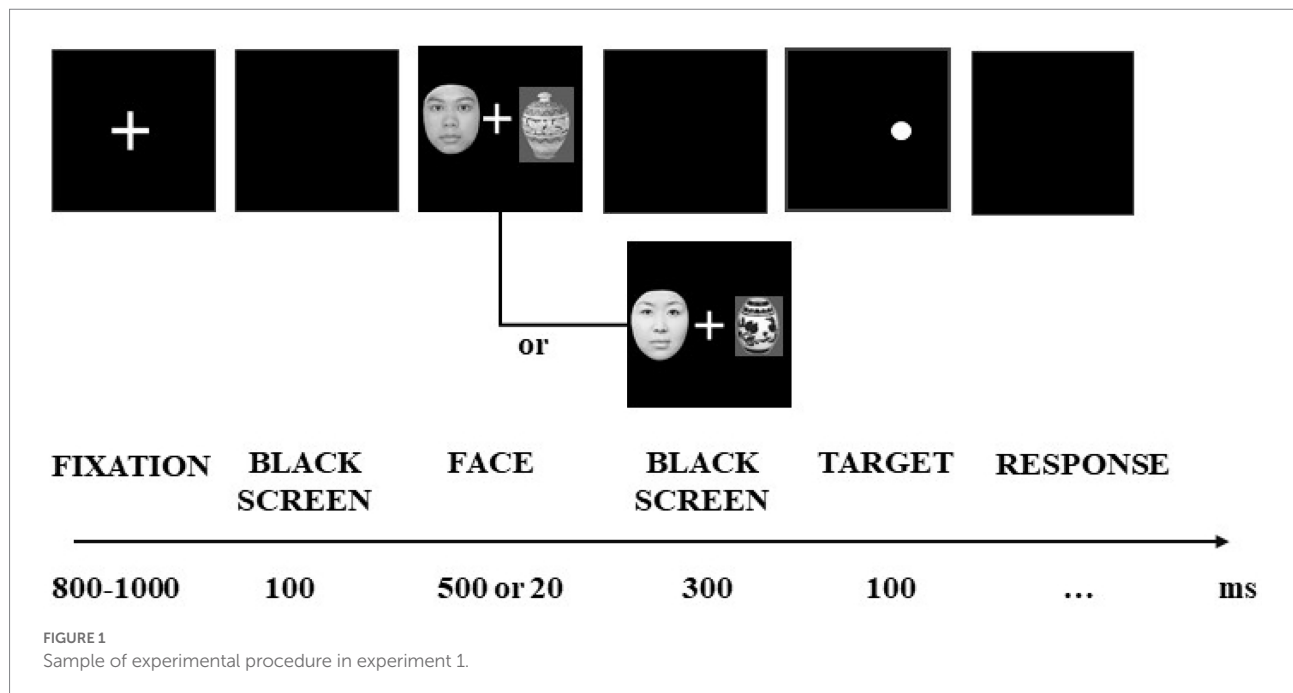 or
FIXATION BLACK SCREEN FACE BLACK SCREEN TARGET RESPONSE
800-1000 100 500 or 20 300 100 ... ms
FIGURE 1
Sample of experimental procedure in experiment 1.